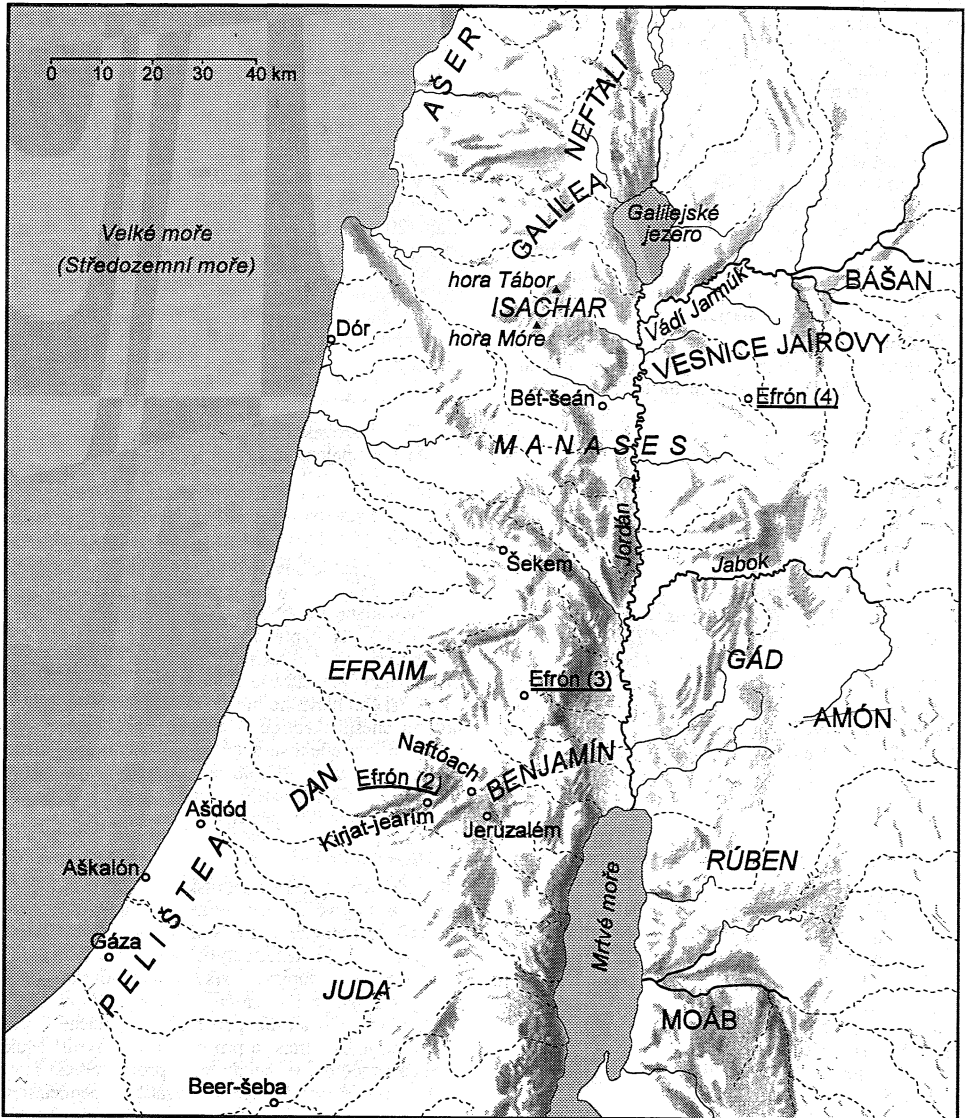 0 10 20 30 40 km
AŠER
NEFTALÍ
GALILEA
Galilejské
jezero
Velké moře
(Středozemní moře)
hora Tábor
ISACHAR
hora Móre
Vádí Jarmúk
BÁŠAN
Dór
VESNICE JAÍROVY
Bét-šeán
Efrón (4)
MANASES
Jordán
Šekem
Jabok
EFRAIM
GÁD
Efrón (3)
AMÓN
Naftóach
BENJAMÍN
DAN
Efrón (2)
Kirjat-jearím
Jeruzalém
Ašdód
Aškalón
PELIŠTEA
RÚBEN
Mrtvé moře
Gáza
JUDA
MOÁB
Beer-šeba